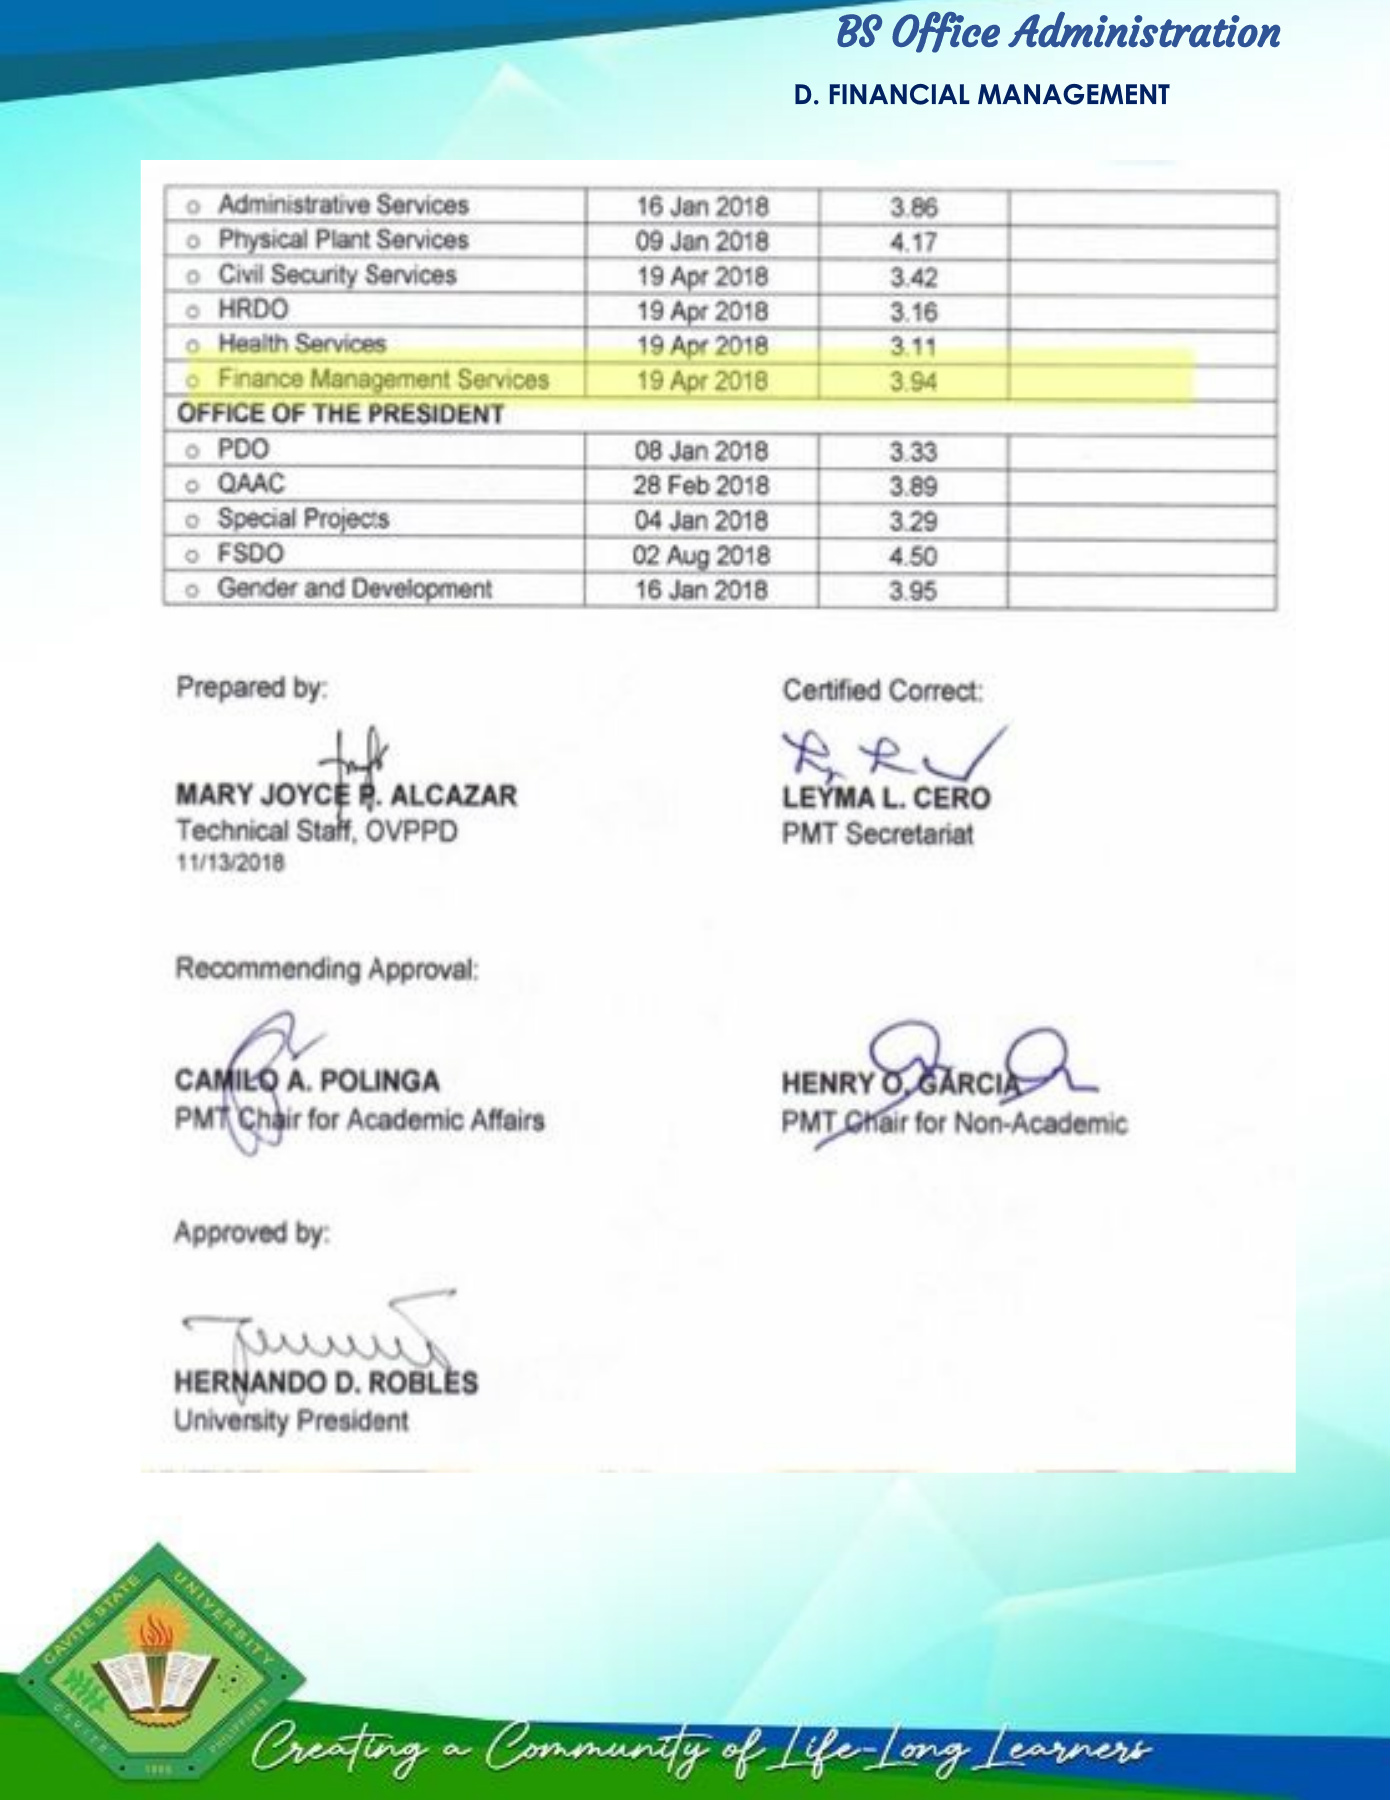 BS Office Administration
D. FINANCIAL MANAGEMENT
o Administrative Services 16 Jan 2018 3.86
o Physical Plant Services 09 Jan 2018 4.17
o Civil Security Services 19 Apr 2018 3.42
o HRDO 19 Apr 2018 3.16
o Health Services 19 Apr 2018 3.11
o Finance Management Services 19 Apr 2018 3.94
OFFICE OF THE PRESIDENT
o PDO 08 Jan 2018 3.33
o QAAC 28 Feb 2018 3.89
o Special Projects 04 Jan 2018 3.29
o FSDO 02 Aug 2018 4.50
o Gender and Development 16 Jan 2018 3.95
Prepared by: Certified Correct:
MARY JOYCE P. ALCAZAR LEYMA L. CERO
Technical Staff, OVPPD PMT Secretariat
11/13/2018
Recommending Approval:
CAMILO A. POLINGA HENRY O. GARCIA
PMT Chair for Academic Affairs PMT Chair for Non-Academic
Approved by:
HERNANDO D. ROBLES
University President
CAVITE STATE UNIVERSITY
CAVITE PHILIPPINES
1906
Creating a Community of Life-Long Learners